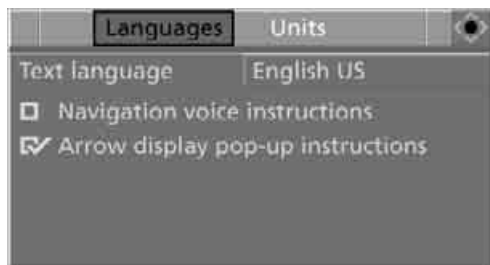 Languages Units
Text language English US
Navigation voice instructions
Arrow display pop-up instructions